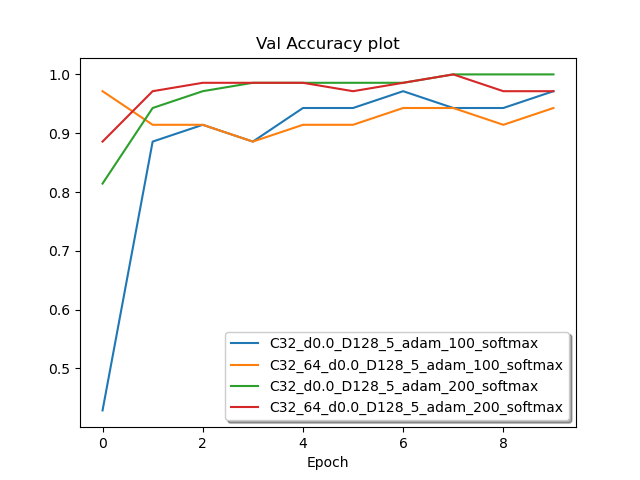 Val Accuracy plot
1.0
0.9
0.8
0.7
0.6
0.5
C32_d0.0_D128_5_adam_100_softmax
C32_64_d0.0_D128_5_adam_100_softmax
C32_d0.0_D128_5_adam_200_softmax
C32_64_d0.0_D128_5_adam_200_softmax
0 2 4 6 8
Epoch